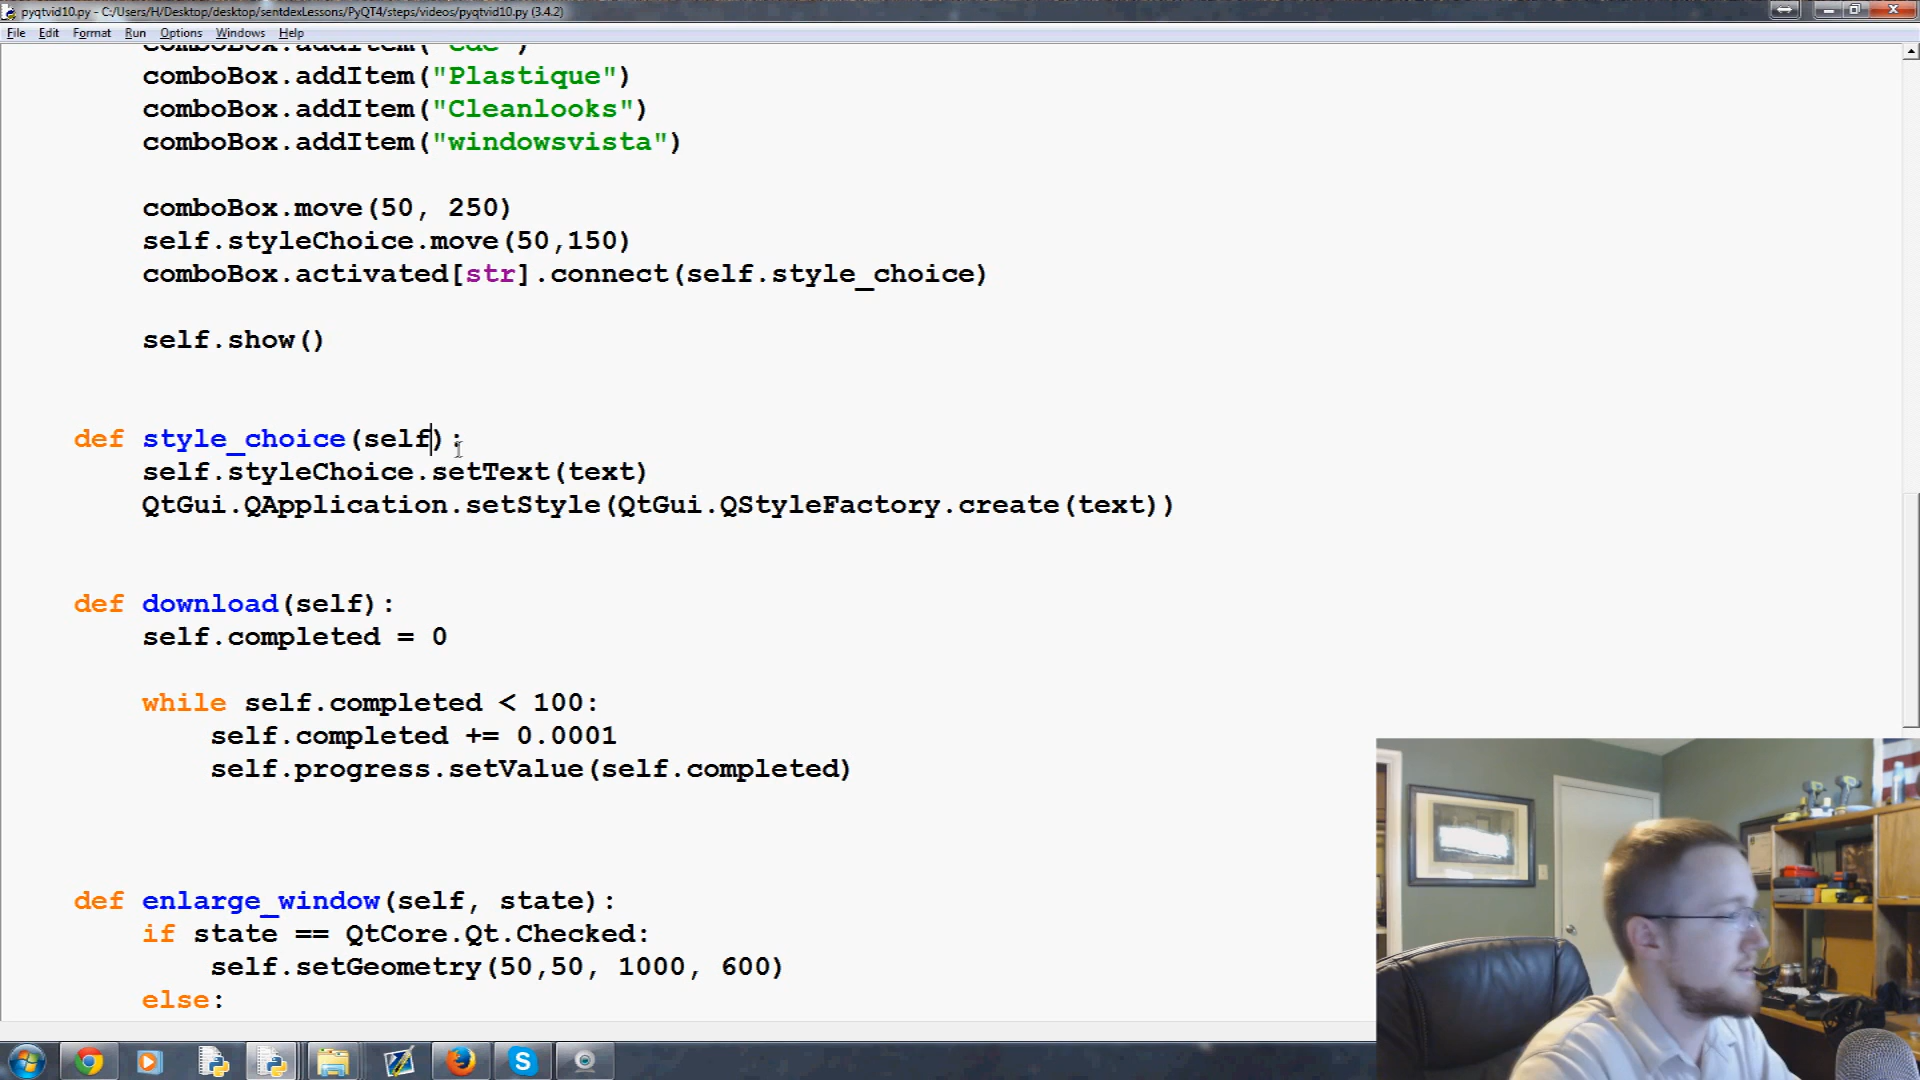 pyqtvid10.py - C:/Users/H/Desktop/desktop/sentdexLessons/PyQT4/steps/videos/pyqtvid10.py (3.4.2)
File Edit Format Run Options Windows Help
comboBox.addItem("cde")
comboBox.addItem("Plastique")
comboBox.addItem("Cleanlooks")
comboBox.addItem("windowsvista")
comboBox.move(50, 250)
self.styleChoice.move(50,150)
comboBox.activated[str].connect(self.style_choice)
self.show()
def style_choice(self):
self.styleChoice.setText(text)
QtGui.QApplication.setStyle(QtGui.QStyleFactory.create(text))
def download(self):
self.completed = 0
while self.completed < 100:
self.completed += 0.0001
self.progress.setValue(self.completed)
def enlarge_window(self, state):
if state == QtCore.Qt.Checked:
self.setGeometry(50,50, 1000, 600)
else: